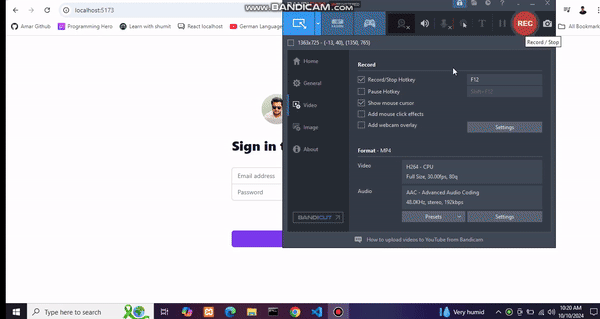 localhost:5173
Amar Github
Programming Hero
Learn with shumit
React localhost
German Language
All Bookmarks
WWW.BANDICAM.COM
REC
Record / Stop
1363x725 - (-13, 40), (1350, 765)
Home
General
Video
Image
About
Record
Record/Stop Hotkey
F12
Pause Hotkey
Shift+F12
Show mouse cursor
Add mouse click effects
Add webcam overlay
Settings
Format - MP4
Video
H264 - CPU
Full Size, 30.00fps, 80q
Audio
AAC - Advanced Audio Coding
48.0KHz, stereo, 192kbps
Presets
Settings
BANDICUT
How to upload videos to YouTube from Bandicam
Sign in t
Email address
Password
Type here to search
Very humid
10:20 AM
10/10/2024